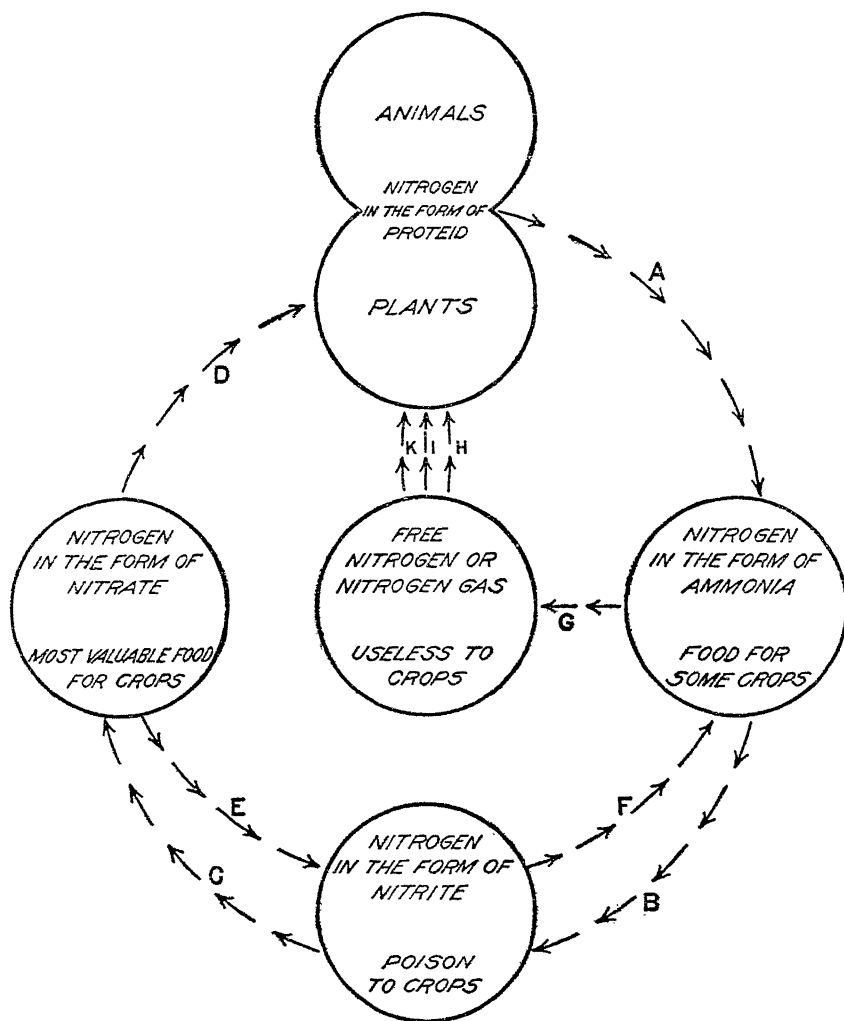 ANIMALS
NITROGEN
IN THE FORM OF
PROTEID
PLANTS
A
D
K I H
NITROGEN
IN THE FORM OF
NITRATE
MOST VALUABLE FOOD
FOR CROPS
FREE
NITROGEN OR
NITROGEN GAS
USELESS TO
CROPS
G
NITROGEN
IN THE FORM OF
AMMONIA
FOOD FOR
SOME CROPS
E
F
C
B
NITROGEN
IN THE FORM OF
NITRITE
POISON
TO CROPS